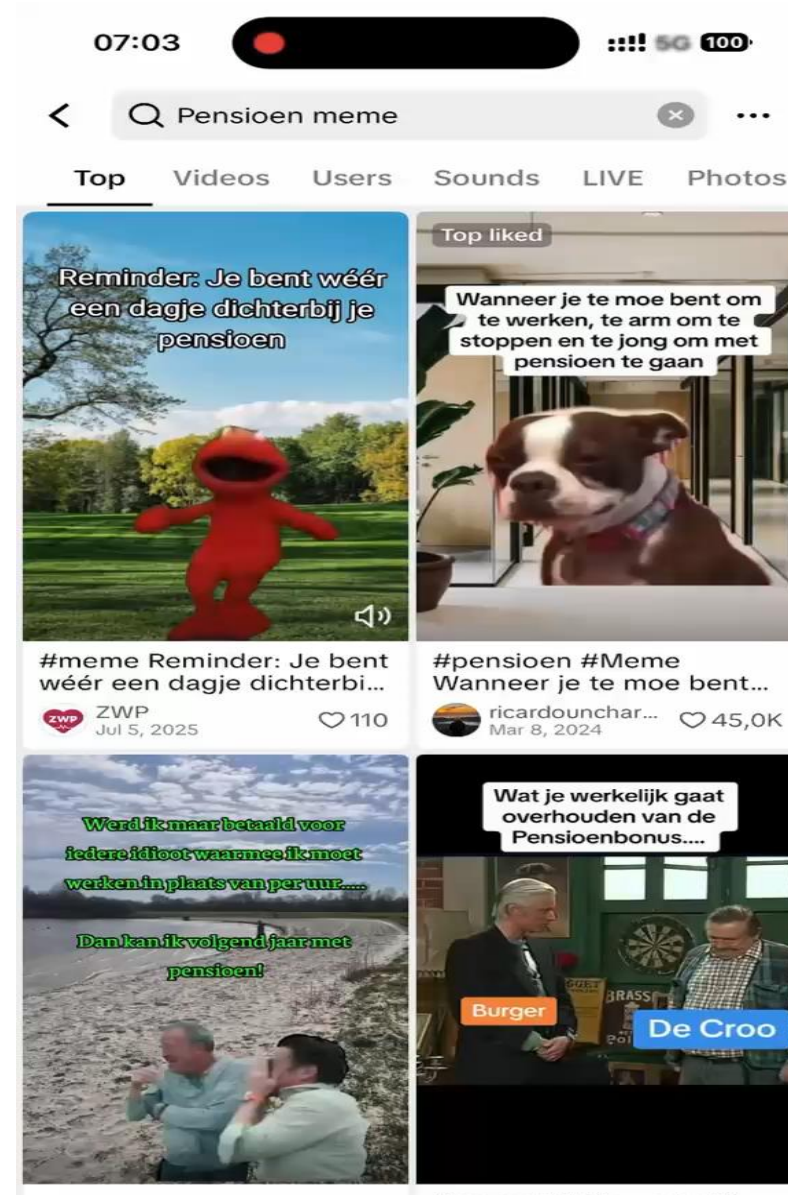 07:03
5G
100
Pensioen meme
Top
Videos
Users
Sounds
LIVE
Photos
Reminder: Je bent wéér
een dagje dichterbij je
pensioen
#meme Reminder: Je bent
wéér een dagje dichterbi...
ZWP
ZWP
Jul 5, 2025
110
Top liked
Wanneer je te moe bent om
te werken, te arm om te
stoppen en te jong om met
pensioen te gaan
#pensioen #Meme
Wanneer je te moe bent...
ricardounchar...
Mar 8, 2024
45,0K
Werd ik maar betaald voor
iedere idioot waarmee ik moet
werken in plaats van per uur.....
Dan kan ik volgend jaar met
pensioen!
Wat je werkelijk gaat
overhouden van de
Pensioenbonus....
BRASS
Burger
De Croo